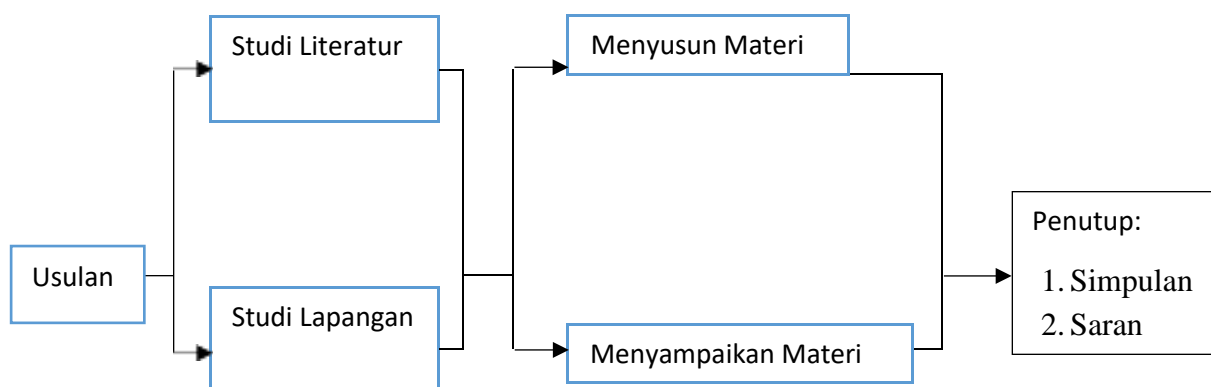 Usulan
Studi Literatur
Studi Lapangan
Menyusun Materi
Menyampaikan Materi
Penutup:
1. Simpulan
2. Saran